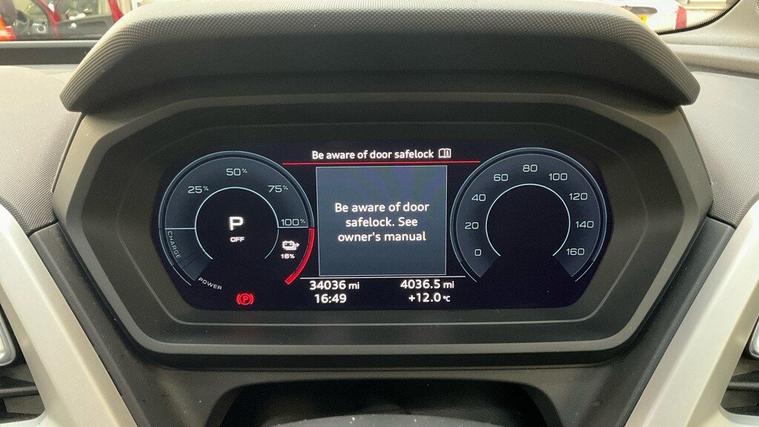 Be aware of door safelock
50%
25%
75%
100%
P
OFF
CHARGE
POWER
16%
Be aware of door
safelock. See
owner's manual
80
60
100
40
120
20
140
0
160
34036 mi
4036.5 mi
16:49
+12.0 °C
(P)